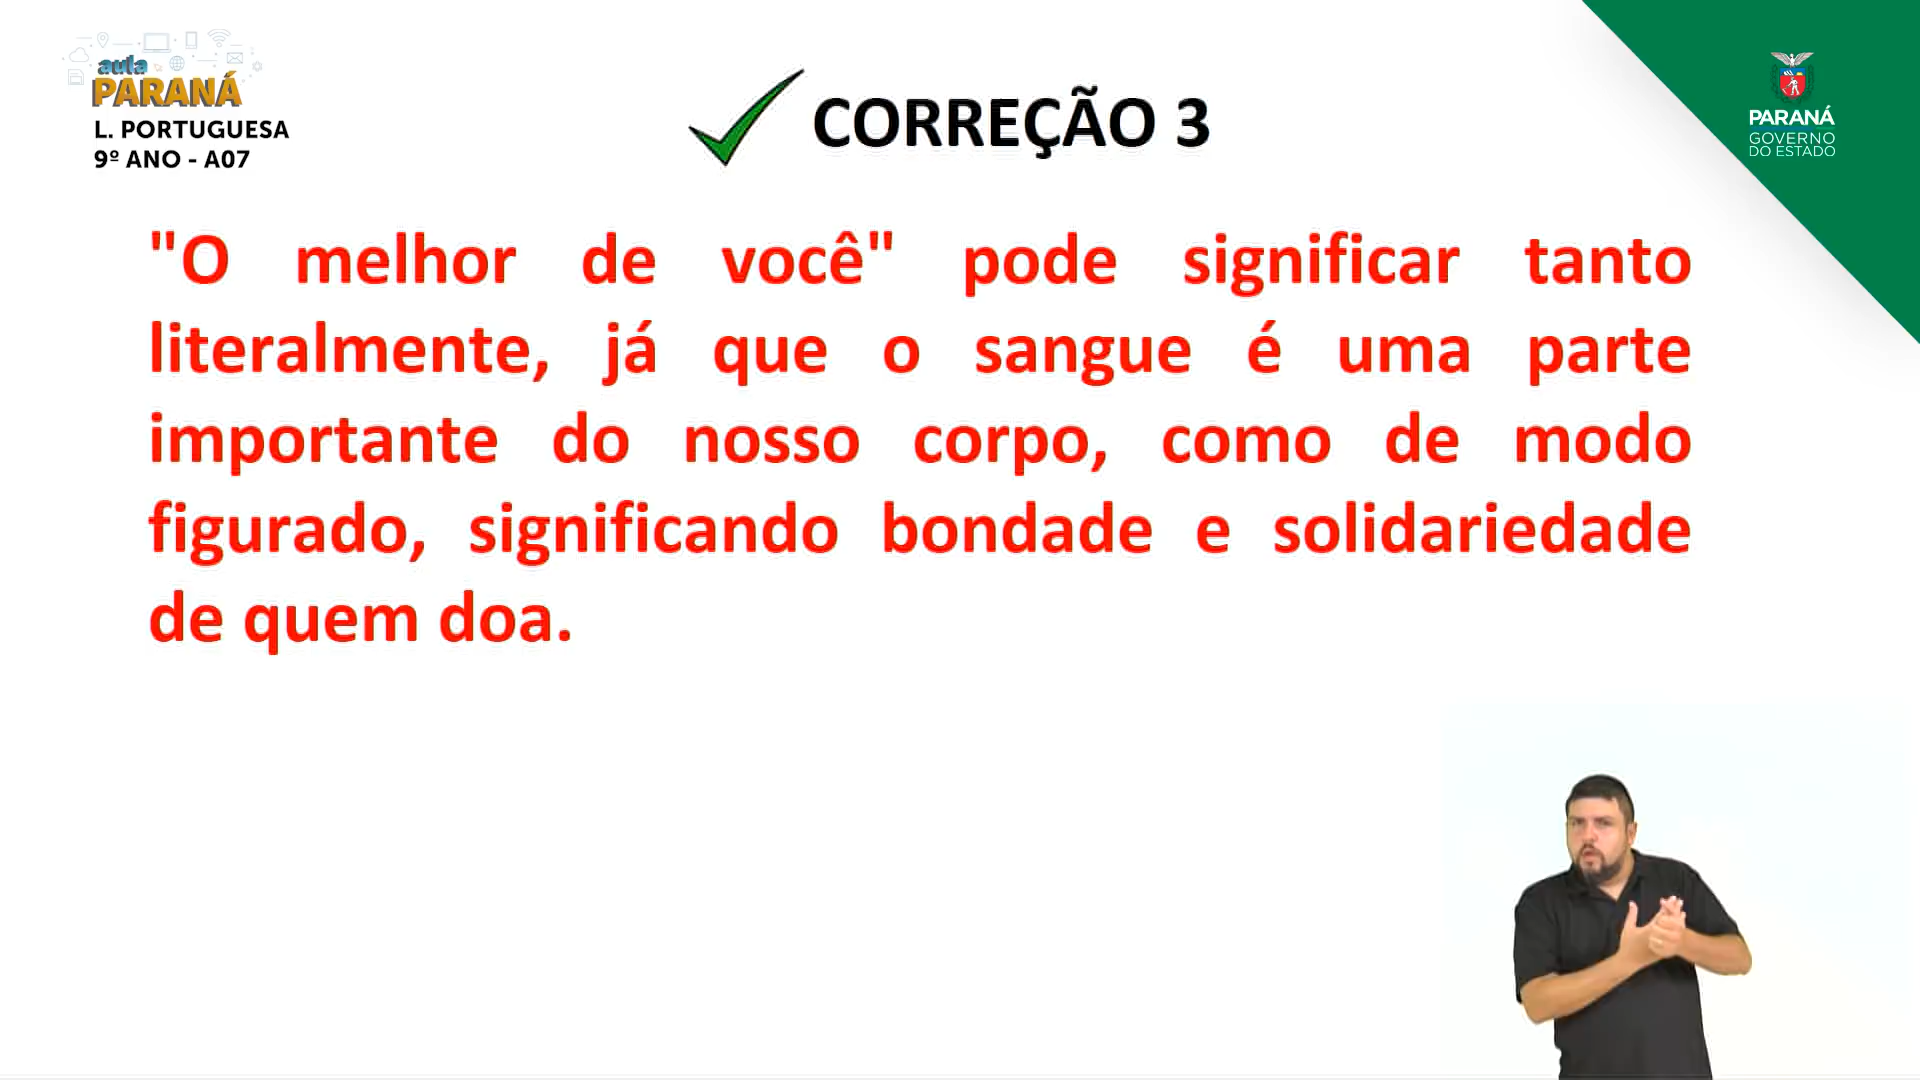 aula
PARANÁ
L. PORTUGUESA
9º ANO - A07
CORREÇÃO 3
PARANÁ
GOVERNO
DO ESTADO
"O melhor de você" pode significar tanto
literalmente, já que o sangue é uma parte
importante do nosso corpo, como de modo
figurado, significando bondade e solidariedade
de quem doa.